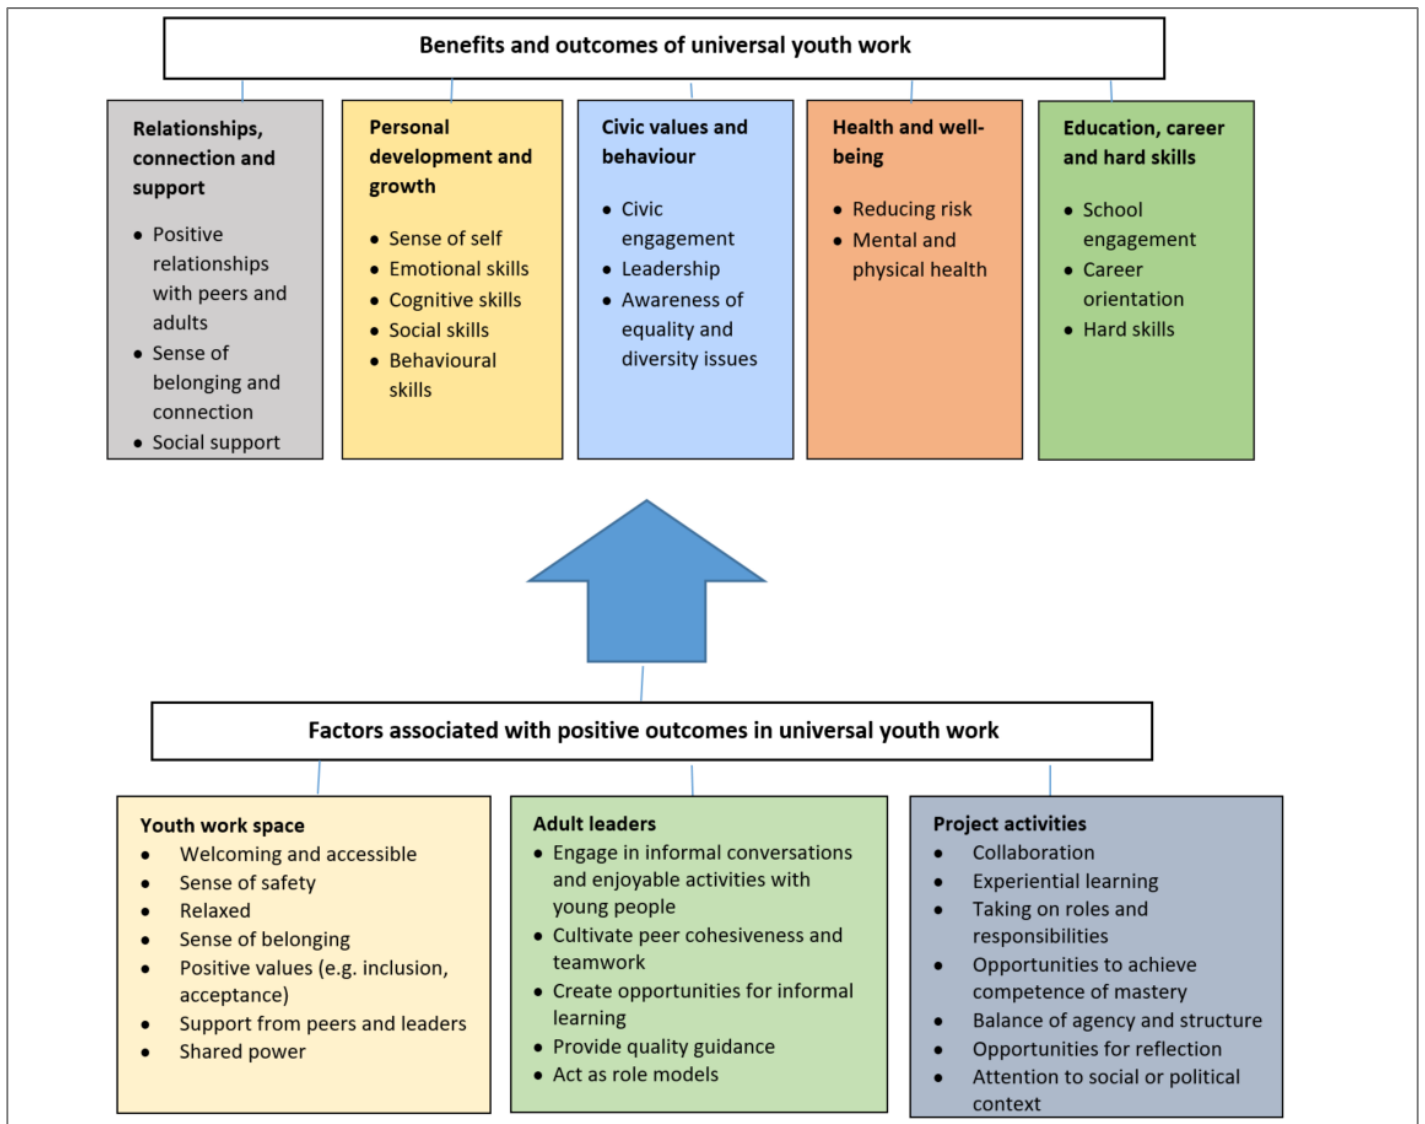 Benefits and outcomes of universal youth work
Relationships,
connection and
support
• Positive
relationships
with peers and
adults
• Sense of
belonging and
connection
• Social support
Personal
development and
growth
• Sense of self
• Emotional skills
• Cognitive skills
• Social skills
• Behavioural
skills
Civic values and
behaviour
• Civic
engagement
• Leadership
• Awareness of
equality and
diversity issues
Health and well-
being
• Reducing risk
• Mental and
physical health
Education, career
and hard skills
• School
engagement
• Career
orientation
• Hard skills
Factors associated with positive outcomes in universal youth work
Youth work space
• Welcoming and accessible
• Sense of safety
• Relaxed
• Sense of belonging
• Positive values (e.g. inclusion,
acceptance)
• Support from peers and leaders
• Shared power
Adult leaders
• Engage in informal conversations
and enjoyable activities with
young people
• Cultivate peer cohesiveness and
teamwork
• Create opportunities for informal
learning
• Provide quality guidance
• Act as role models
Project activities
• Collaboration
• Experiential learning
• Taking on roles and
responsibilities
• Opportunities to achieve
competence of mastery
• Balance of agency and structure
• Opportunities for reflection
• Attention to social or political
context